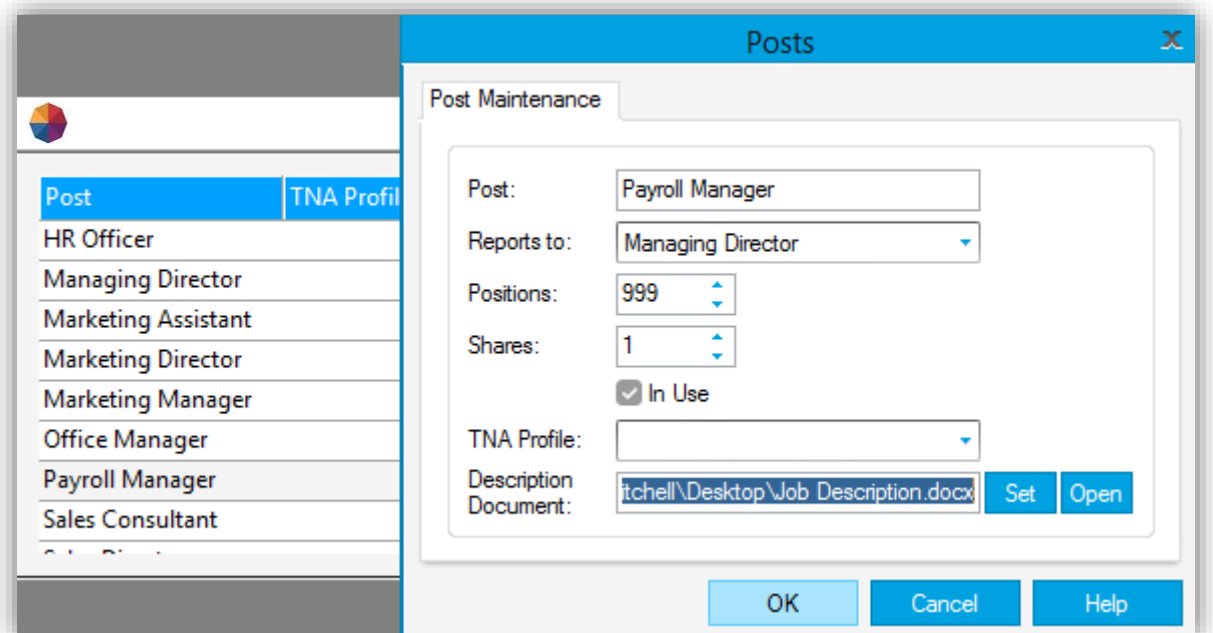 Posts
Post Maintenance
Post TNA Profil
HR Officer
Managing Director
Marketing Assistant
Marketing Director
Marketing Manager
Office Manager
Payroll Manager
Sales Consultant
Post: Payroll Manager
Reports to: Managing Director
Positions: 999
Shares: 1
In Use
TNA Profile:
Description
Document:
itchell\Desktop\Job Description.docx Set Open
OK Cancel Help